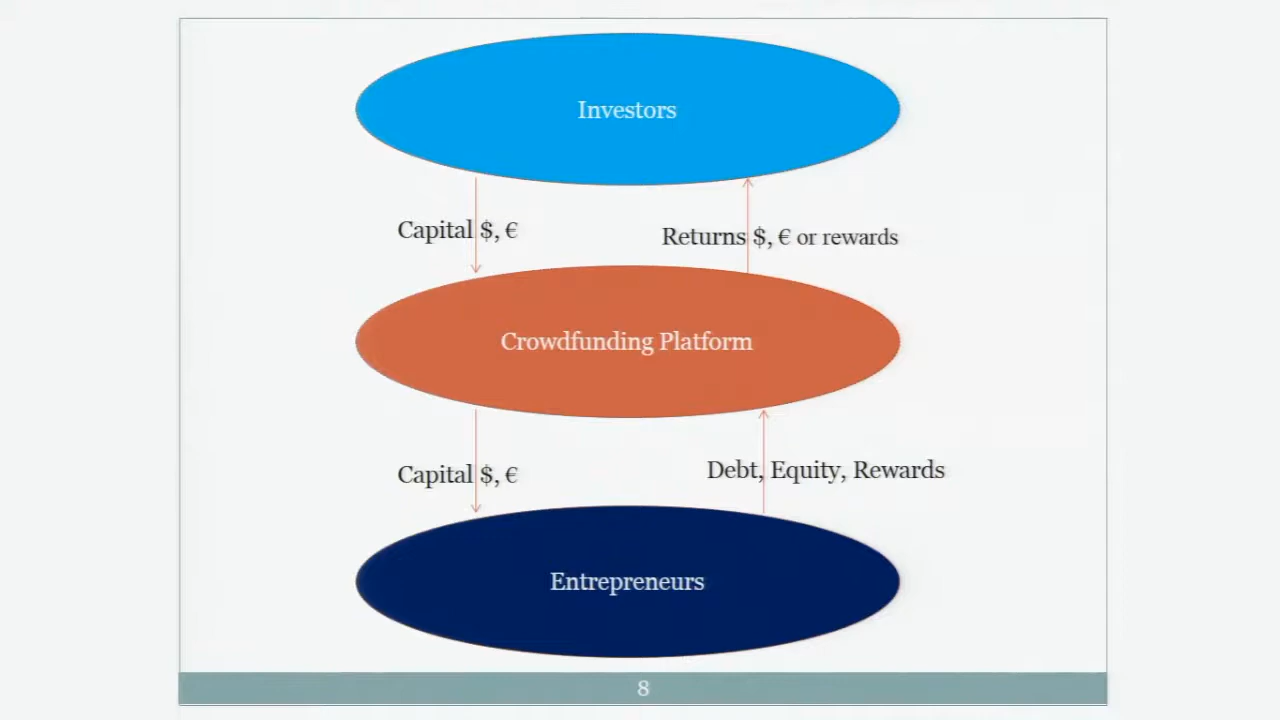 Investors
Capital $, €
Returns $, € or rewards
Crowdfunding Platform
Capital $, €
Debt, Equity, Rewards
Entrepreneurs
8